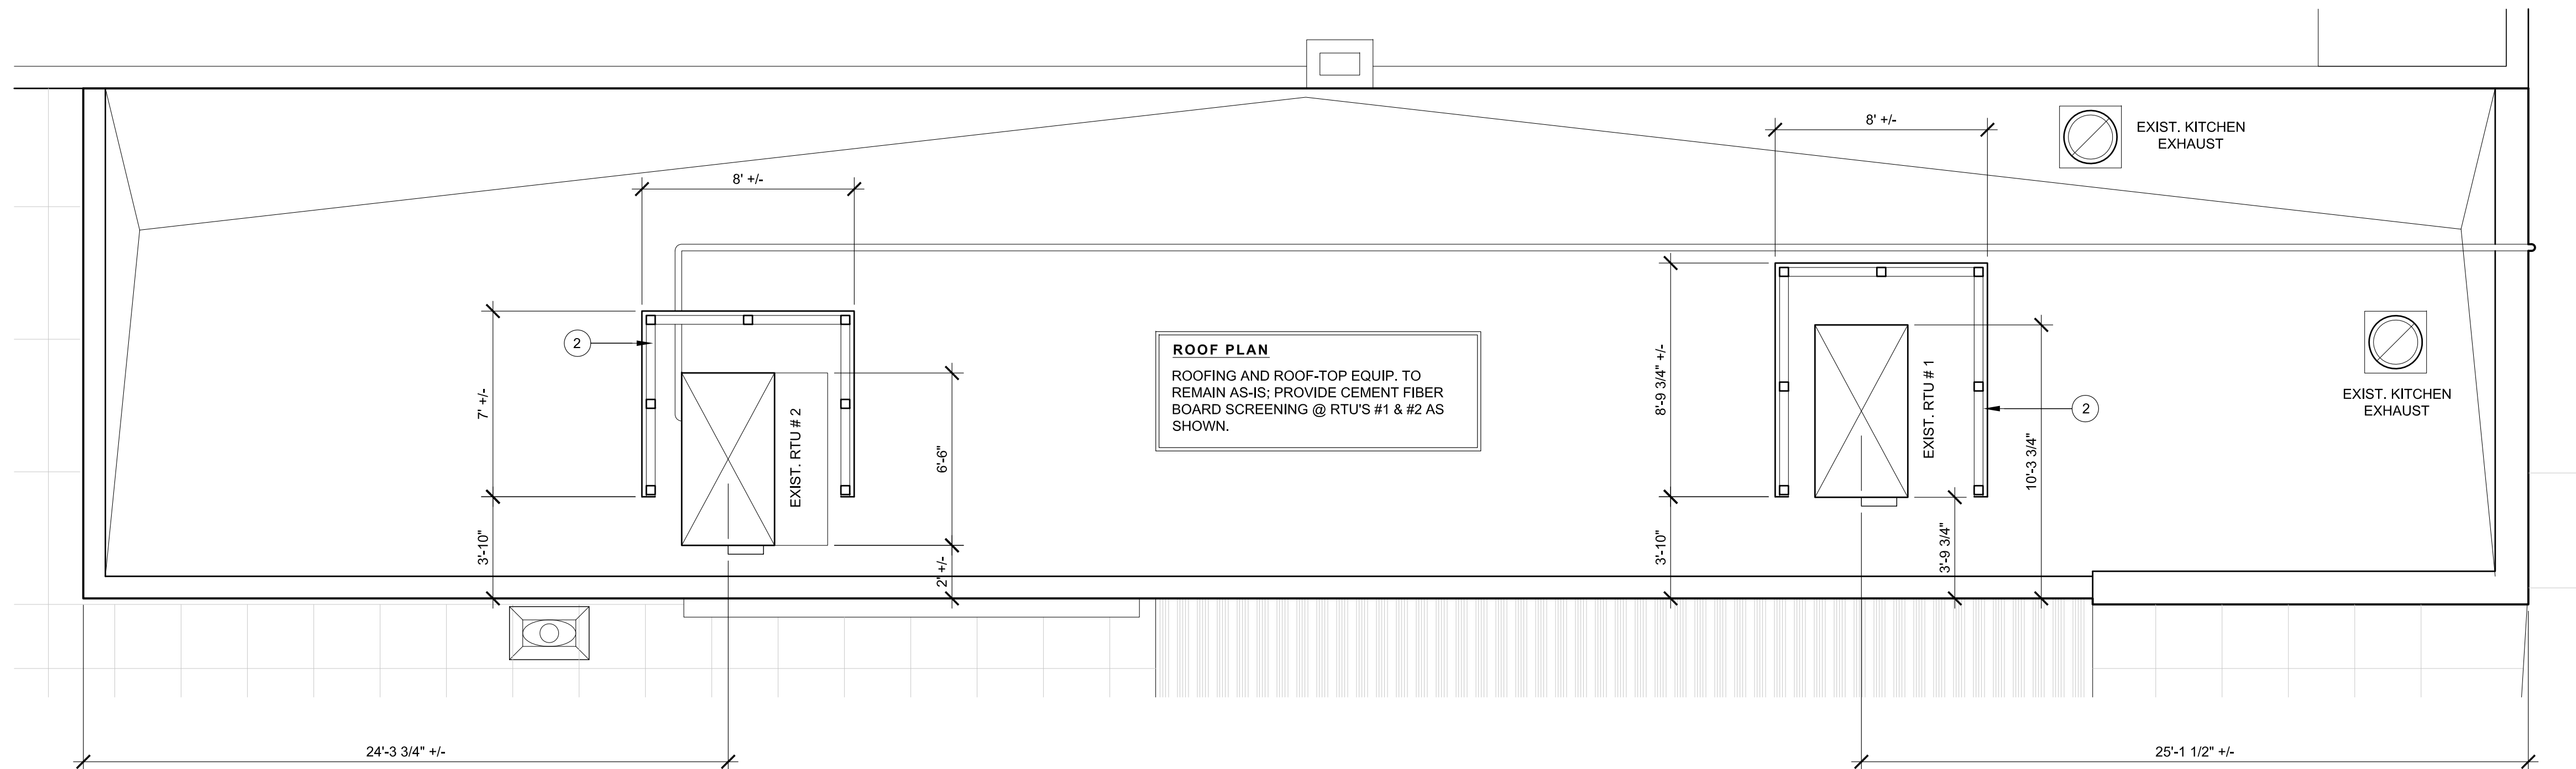 8' +/-
EXIST. KITCHEN
EXHAUST
8' +/-
2
7' +/-
3'-10"
EXIST. RTU # 2
6'-6"
2' +/-
ROOF PLAN
ROOFING AND ROOF-TOP EQUIP. TO
REMAIN AS-IS; PROVIDE CEMENT FIBER
BOARD SCREENING @ RTU'S #1 & #2 AS
SHOWN.
8'-9 3/4" +/-
3'-10"
EXIST. RTU # 1
3'-9 3/4"
10'-3 3/4"
2
EXIST. KITCHEN
EXHAUST
24'-3 3/4" +/-
25'-1 1/2" +/-